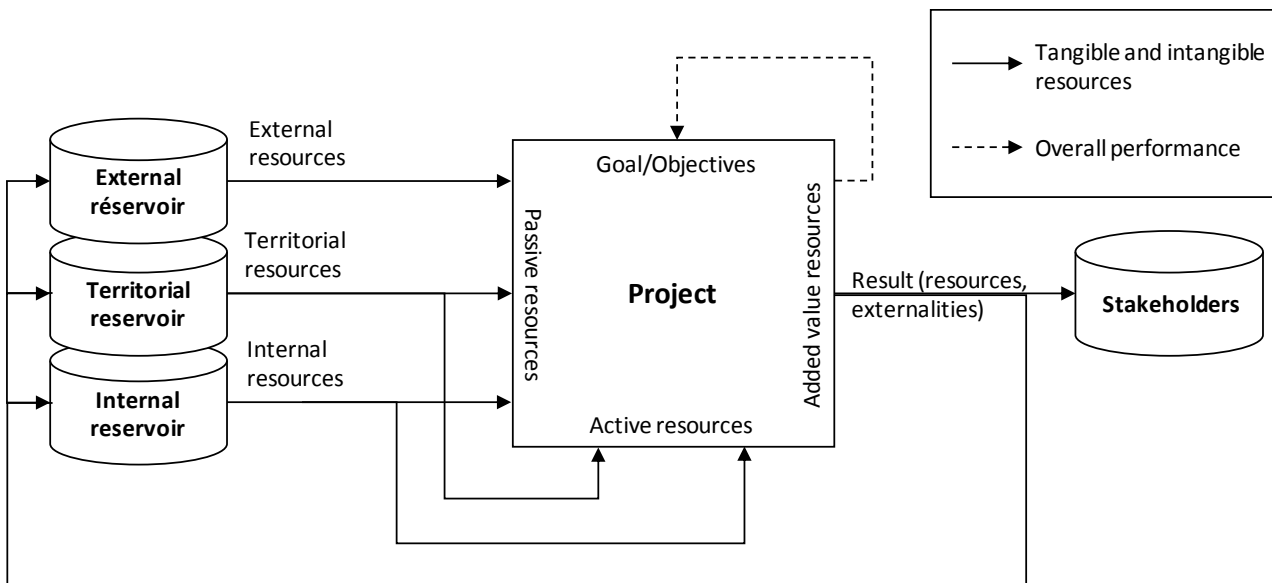 Tangible and intangible
resources
Overall performance
External
resources
External
réservoir
Territorial
resources
Territorial
reservoir
Internal
resources
Internal
reservoir
Goal/Objectives
Passive resources
Project
Added value resources
Active resources
Result (resources,
externalities)
Stakeholders